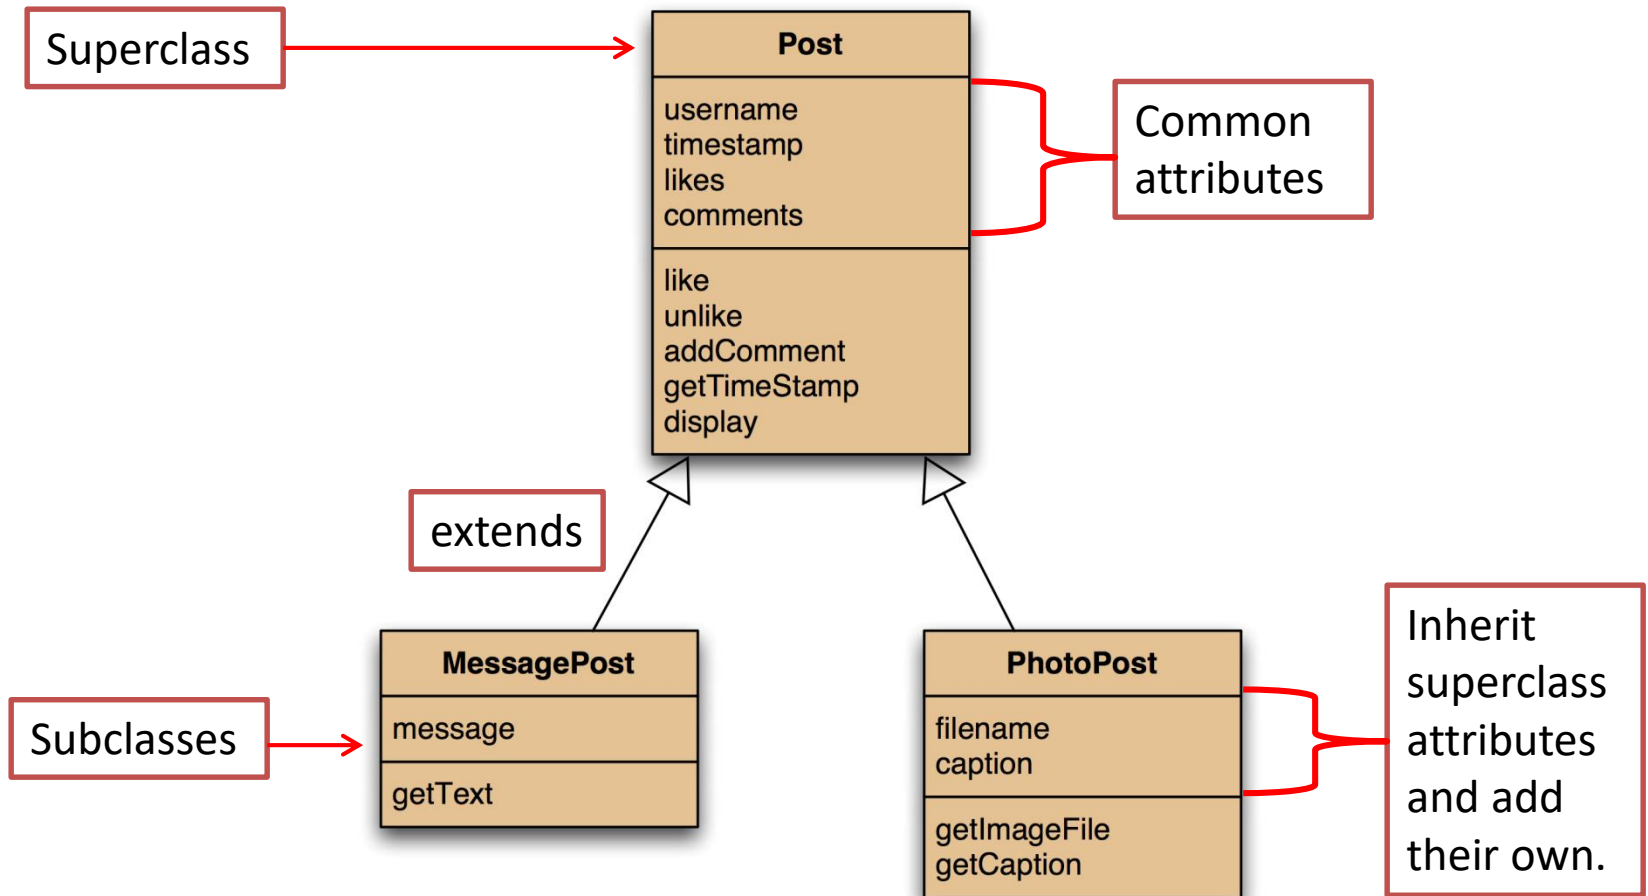 Superclass
Post
username
timestamp
likes
comments
Common
attributes
like
unlike
addComment
getTimeStamp
display
extends
Subclasses
MessagePost
message
getText
PhotoPost
filename
caption
getImageFile
getCaption
Inherit
superclass
attributes
and add
their own.